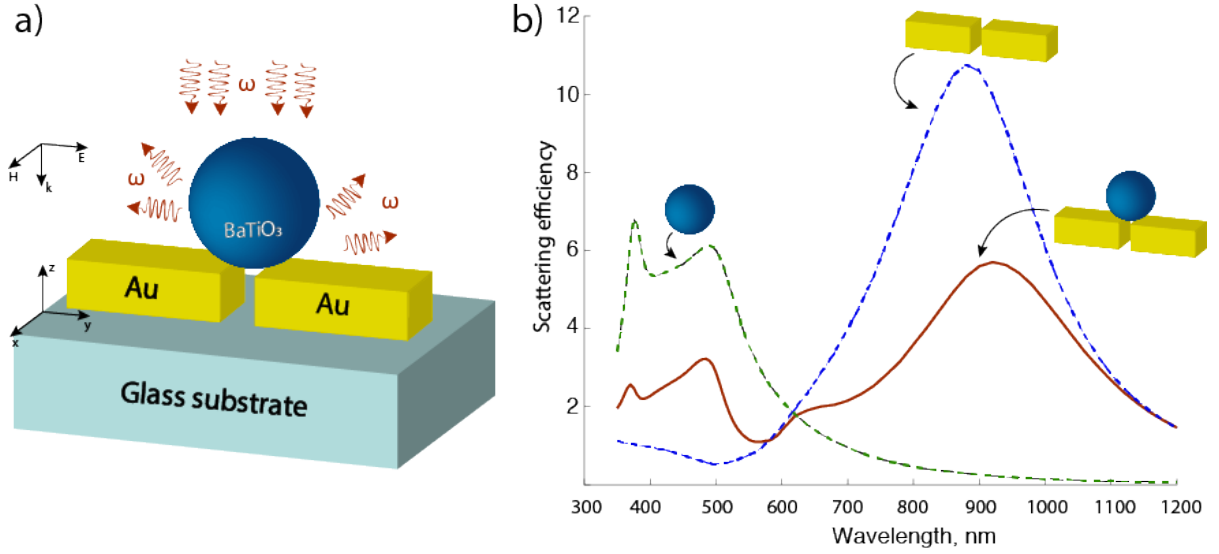 a)
ω
E
H
k
ω
ω
BaTiO₃
z
Au
Au
y
x
Glass substrate
b)
12
10
8
6
4
2
Scattering efficiency
300
400
500
600
700
800
900
1000
1100
1200
Wavelength, nm